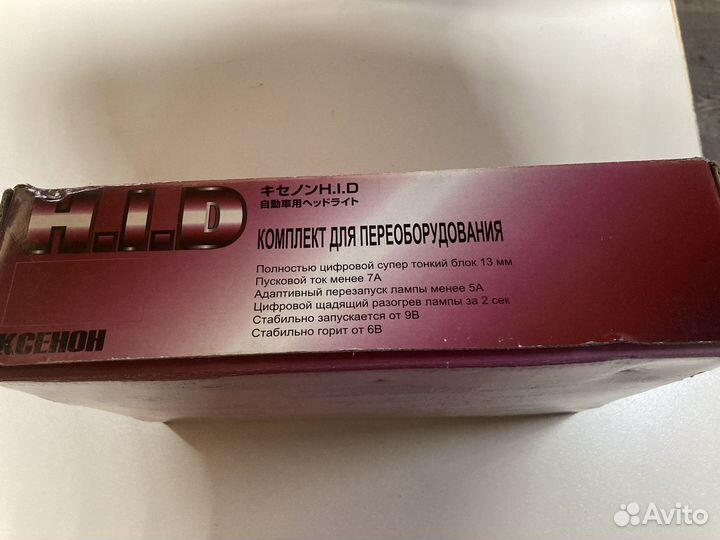 H.I.D
キセノンH.I.D
自動車用ヘッドライト
КОМПЛЕКТ ДЛЯ ПЕРЕОБОРУДОВАНИЯ
Полностью цифровой супер тонкий блок 13 мм
Пусковой ток менее 7А
Адаптивный перезапуск лампы менее 5А
Цифровой щадящий разогрев лампы за 2 сек
Стабильно запускается от 9В
Стабильно горит от 6В
КСЕНОН
Avito